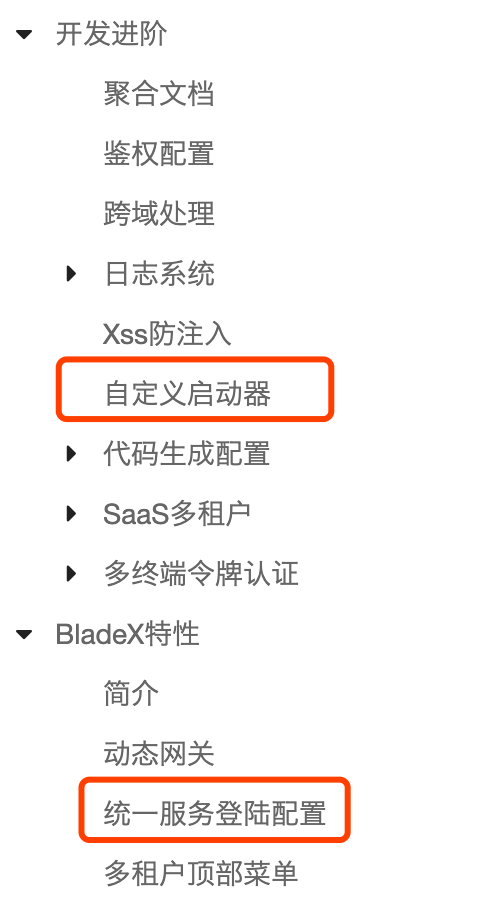 开发进阶
聚合文档
鉴权配置
跨域处理
日志系统
Xss防注入
自定义启动器
代码生成配置
SaaS多租户
多终端令牌认证
BladeX特性
简介
动态网关
统一服务登陆配置
多租户顶部菜单